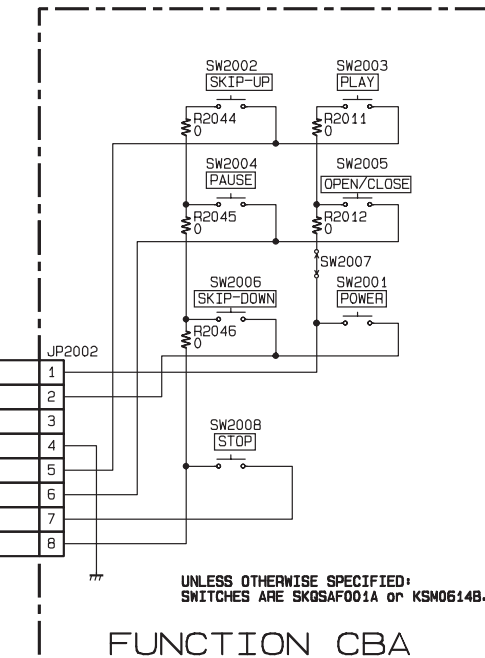 SW2002
SKIP-UP
SW2003
PLAY
R2044
0
R2011
0
SW2004
PAUSE
SW2005
OPEN/CLOSE
R2045
0
R2012
0
SW2007
SW2006
SKIP-DOWN
SW2001
POWER
R2046
0
JP2002
1
2
3
4
5
6
7
8
SW2008
STOP
UNLESS OTHERWISE SPECIFIED:
SWITCHES ARE SKQSAF001A or KSM0614B.
FUNCTION CBA